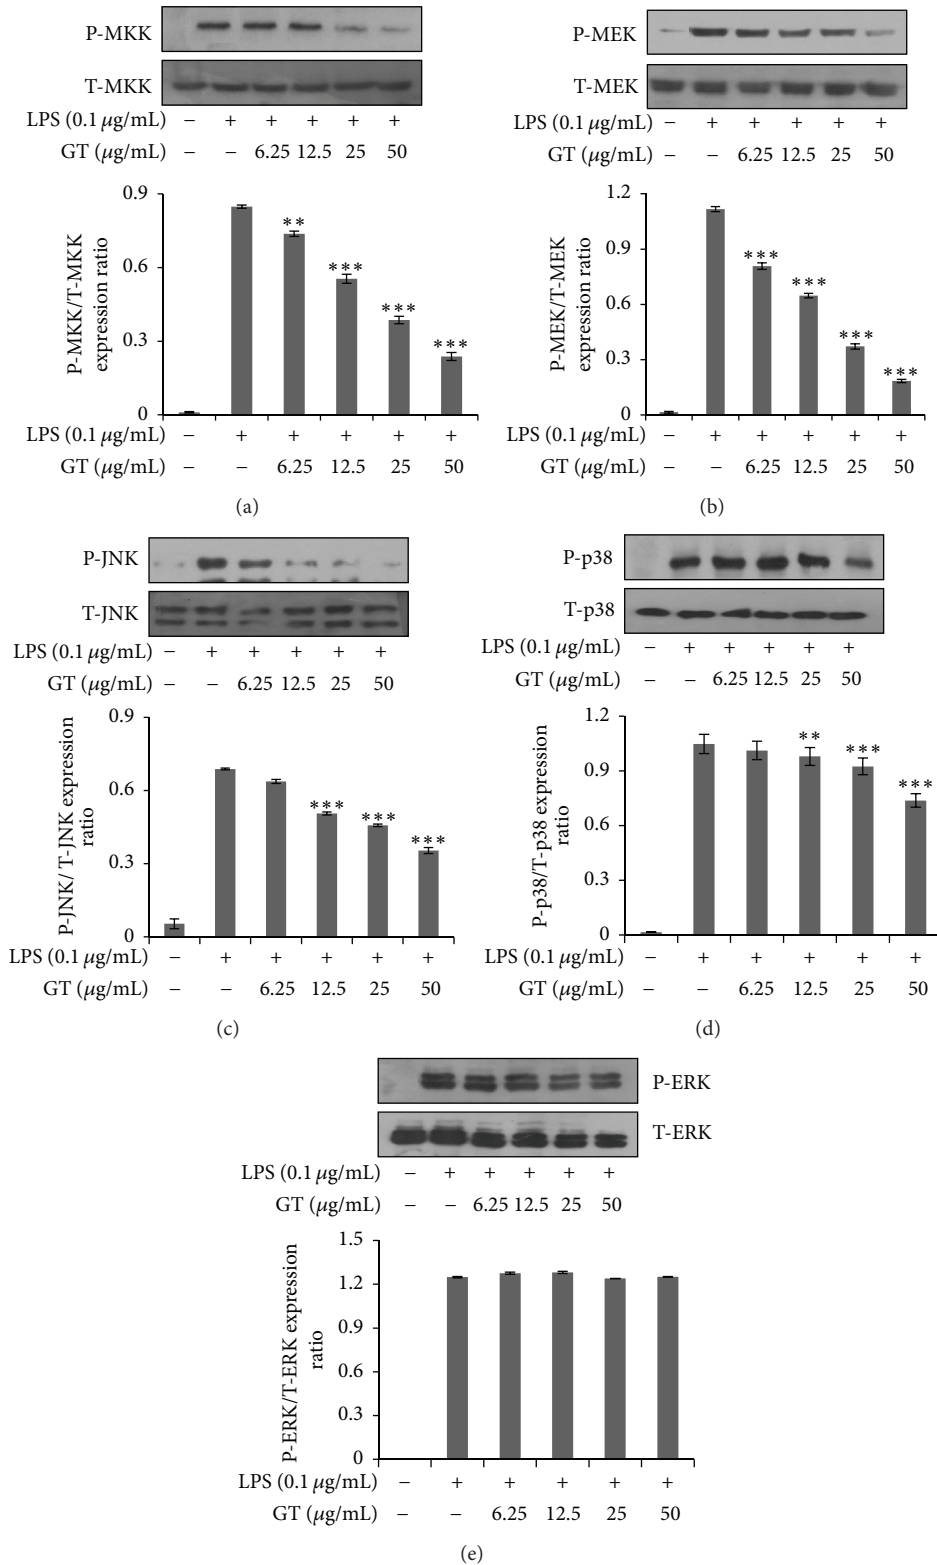 P-MKK
T-MKK
LPS (0.1 μg/mL) – + + + + +
GT (μg/mL) – – 6.25 12.5 25 50
0.9
0.6
0.3
0
P-MKK/T-MKK
expression ratio
** *** *** ***
LPS (0.1 μg/mL) – + + + + +
GT (μg/mL) – – 6.25 12.5 25 50
(a)
P-MEK
T-MEK
LPS (0.1 μg/mL) – + + + + +
GT (μg/mL) – – 6.25 12.5 25 50
1.2
0.9
0.6
0.3
0
P-MEK/T-MEK
expression ratio
*** *** *** ***
LPS (0.1 μg/mL) – + + + + +
GT (μg/mL) – – 6.25 12.5 25 50
(b)
P-JNK
T-JNK
LPS (0.1 μg/mL) – + + + + +
GT (μg/mL) – – 6.25 12.5 25 50
0.9
0.6
0.3
0
P-JNK/ T-JNK expression
ratio
*** *** ***
LPS (0.1 μg/mL) – + + + + +
GT (μg/mL) – – 6.25 12.5 25 50
(c)
P-p38
T-p38
LPS (0.1 μg/mL) – + + + + +
GT (μg/mL) – – 6.25 12.5 25 50
1.2
0.9
0.6
0.3
0
P-p38/T-p38 expression
ratio
** *** ***
LPS (0.1 μg/mL) – + + + + +
GT (μg/mL) – – 6.25 12.5 25 50
(d)
P-ERK
T-ERK
LPS (0.1 μg/mL) – + + + + +
GT (μg/mL) – – 6.25 12.5 25 50
1.5
1.2
0.9
0.6
0.3
0
P-ERK/T-ERK expression
ratio
LPS (0.1 μg/mL) – + + + + +
GT (μg/mL) – – 6.25 12.5 25 50
(e)